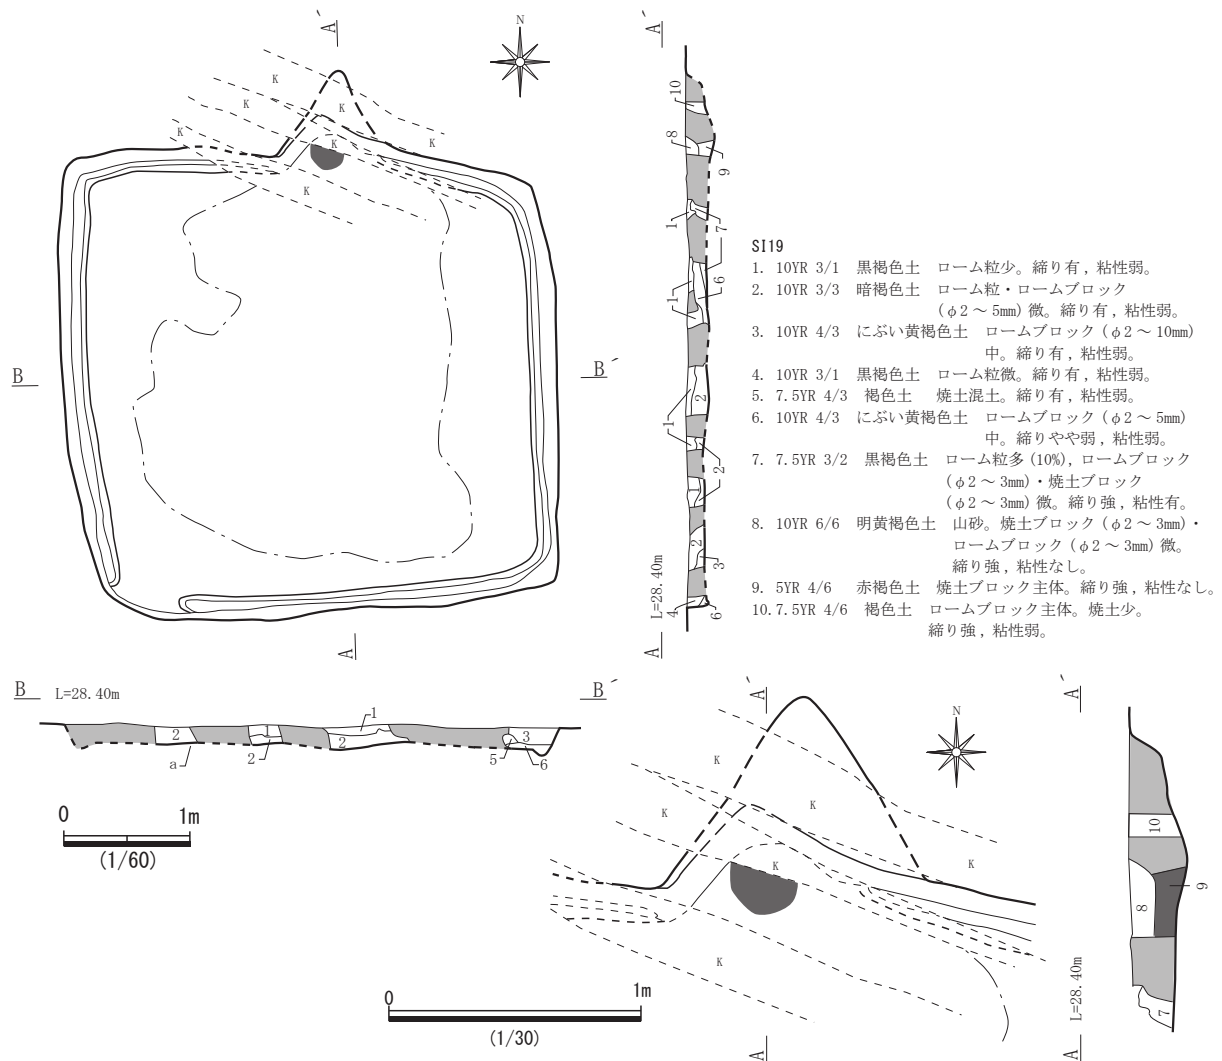 A
A´
N
K
K
K
K
K
K
K
B
B´
A
A´
10
8
9
1
7
6
1
2
1
2
1
2
3
4
6
L=28.40m
A
SI19
1. 10YR 3/1 黒褐色土 ローム粒少。締り有,粘性弱。
2. 10YR 3/3 暗褐色土 ローム粒・ロームブロック
(φ2～5mm)微。締り有,粘性弱。
3. 10YR 4/3 にぶい黄褐色土 ロームブロック(φ2～10mm)
中。締り有,粘性弱。
4. 10YR 3/1 黒褐色土 ローム粒微。締り有,粘性弱。
5. 7.5YR 4/3 褐色土 焼土混土。締り有,粘性弱。
6. 10YR 4/3 にぶい黄褐色土 ロームブロック(φ2～5mm)
中。締りやや弱,粘性弱。
7. 7.5YR 3/2 黒褐色土 ローム粒多(10%),ロームブロック
(φ2～3mm)・焼土ブロック
(φ2～3mm)微。締り強,粘性有。
8. 10YR 6/6 明黄褐色土 山砂。焼土ブロック(φ2～3mm)・
ロームブロック(φ2～3mm)微。
締り強,粘性なし。
9. 5YR 4/6 赤褐色土 焼土ブロック主体。締り強,粘性なし。
10. 7.5YR 4/6 褐色土 ロームブロック主体。焼土少。
締り強,粘性弱。
B L=28.40m B´
2
a
1
2
1
2
5
3
6
0 1m
(1/60)
A´
N
K
K
K
K
K
K
A
0 1m
(1/30)
A´
10
8
9
7
L=28.40m
A